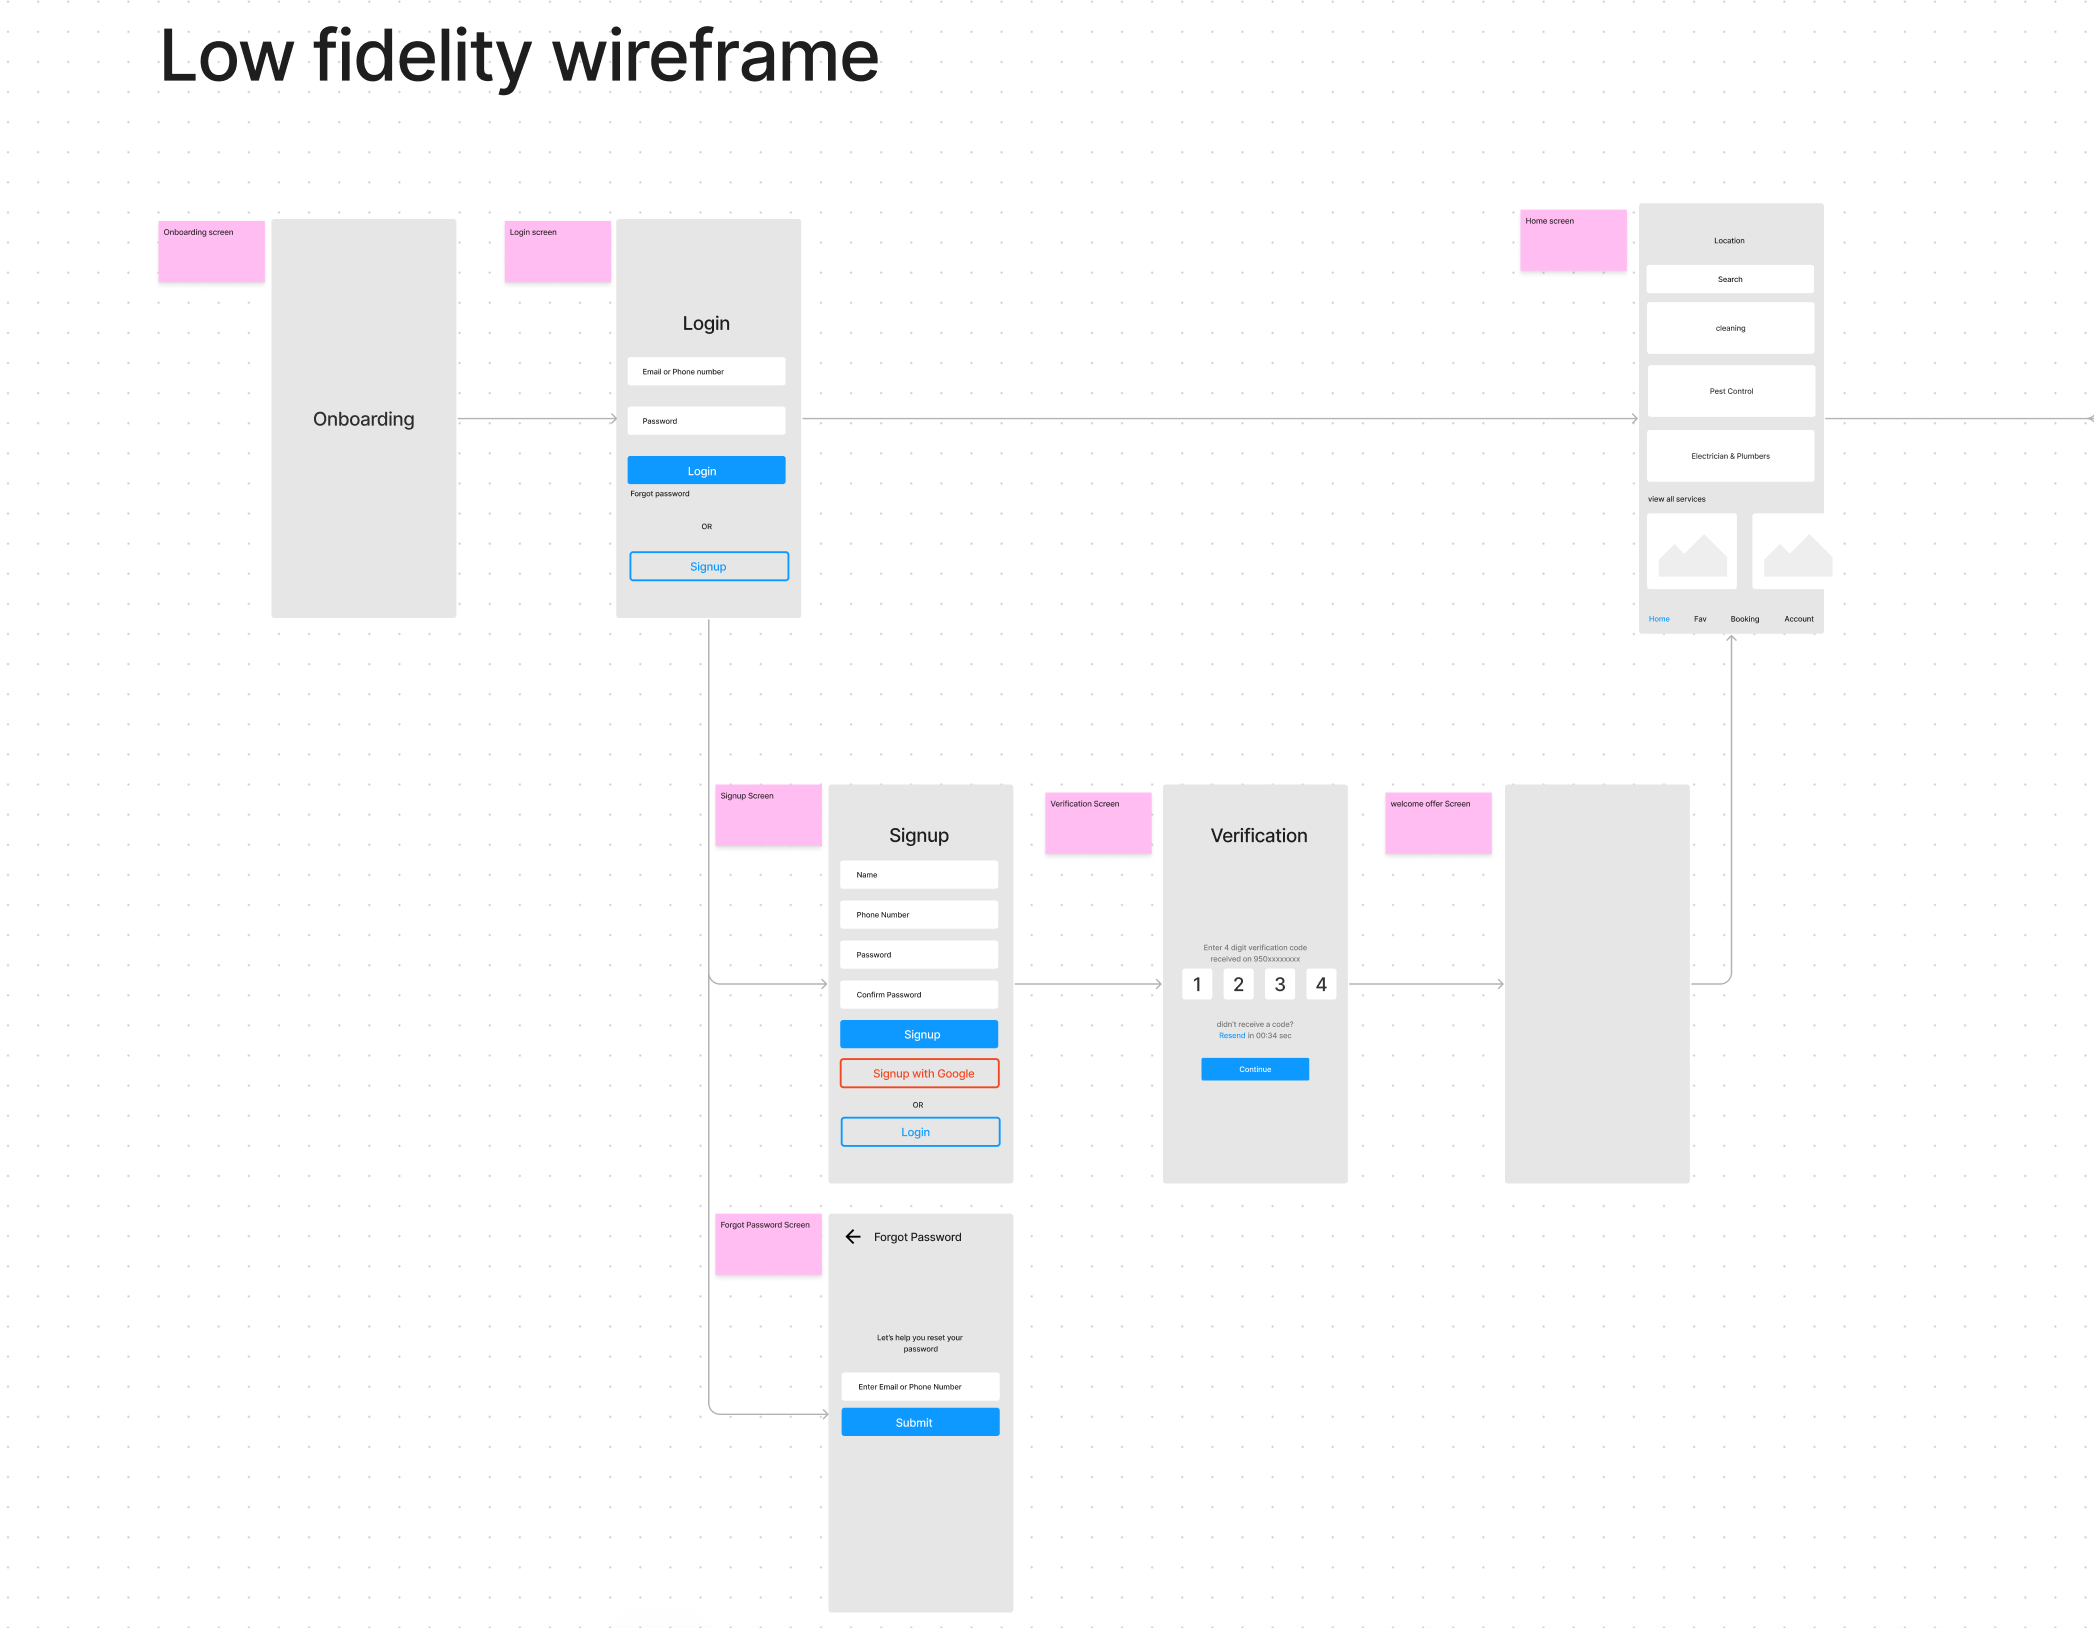 Low fidelity wireframe
Onboarding screen
Onboarding
Login screen
Login
Email or Phone number
Password
Login
Forgot password
OR
Signup
Home screen
Location
Search
cleaning
Pest Control
Electrician & Plumbers
view all services
Home Fav Booking Account
Signup Screen
Signup
Name
Phone Number
Password
Confirm Password
Signup
Signup with Google
OR
Login
Verification Screen
Verification
Enter 4 digit verification code
received on 950xxxxxxxx
1 2 3 4
didn't receive a code?
Resend in 00:34 sec
Continue
welcome offer Screen
Forgot Password Screen
Forgot Password
Let's help you reset your
password
Enter Email or Phone Number
Submit